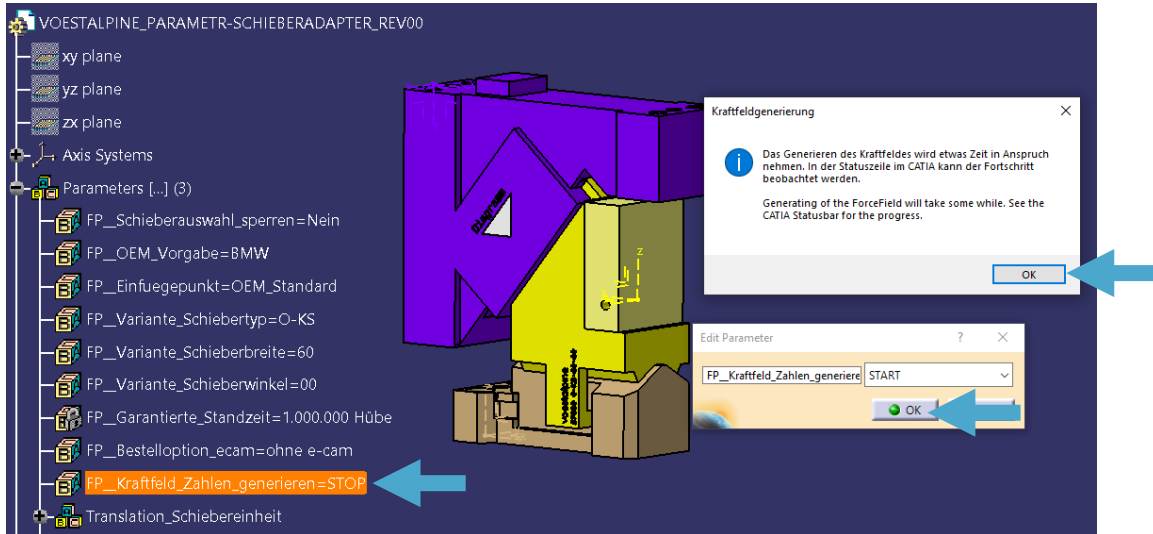 VOESTALPINE_PARAMETR-SCHIEBERADAPTER_REV00
xy plane
yz plane
zx plane
Axis Systems
Parameters [...] (3)
FP__Schieberauswahl_sperren=Nein
FP__OEM_Vorgabe=BMW
FP__Einfuegepunkt=OEM_Standard
FP__Variante_Schiebertyp=O-KS
FP__Variante_Schieberbreite=60
FP__Variante_Schieberwinkel=00
FP__Garantierte_Standzeit=1.000.000 Hübe
FP__Bestelloption_ecam=ohne e-cam
FP__Kraftfeld_Zahlen_generieren=STOP
Translation_Schiebereinheit
Diagramm
z
Kraftfeldgenerierung
Das Generieren des Kraftfeldes wird etwas Zeit in Anspruch
nehmen. In der Statuszeile im CATIA kann der Fortschritt
beobachtet werden.
Generating of the ForceField will take some while. See the
CATIA Statusbar for the progress.
OK
Edit Parameter
?
FP__Kraftfeld_Zahlen_generiere
START
OK